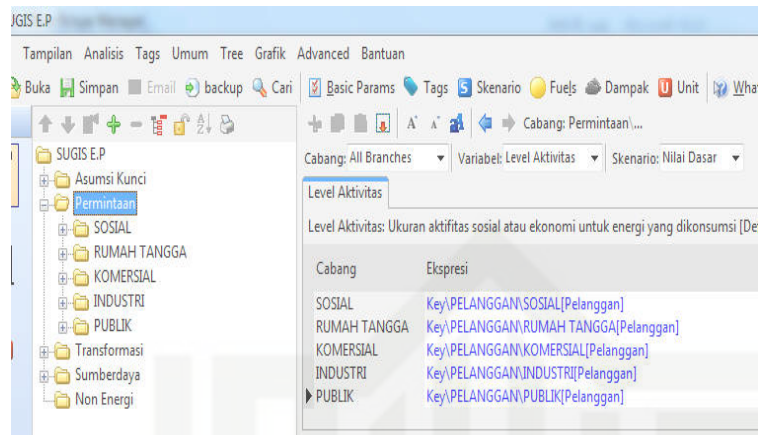 JGIS E.P
Tampilan Analisis Tags Umum Tree Grafik Advanced Bantuan
Buka Simpan Email backup Cari Basic Params Tags Skenario Fuels Dampak Unit Wha
Cabang: Permintaan\...
SUGIS E.P
Cabang: All Branches Variabel: Level Aktivitas Skenario: Nilai Dasar
Asumsi Kunci
Permintaan
Level Aktivitas
SOSIAL
Level Aktivitas: Ukuran aktifitas sosial atau ekonomi untuk energi yang dikonsumsi [De
RUMAH TANGGA
KOMERSIAL
INDUSTRI
PUBLIK
Transformasi
Sumberdaya
Non Energi
Cabang Ekspresi
SOSIAL Key\PELANGGAN\SOSIAL[Pelanggan]
RUMAH TANGGA Key\PELANGGAN\RUMAH TANGGA[Pelanggan]
KOMERSIAL Key\PELANGGAN\KOMERSIAL[Pelanggan]
INDUSTRI Key\PELANGGAN\INDUSTRI[Pelanggan]
PUBLIK Key\PELANGGAN\PUBLIK[Pelanggan]